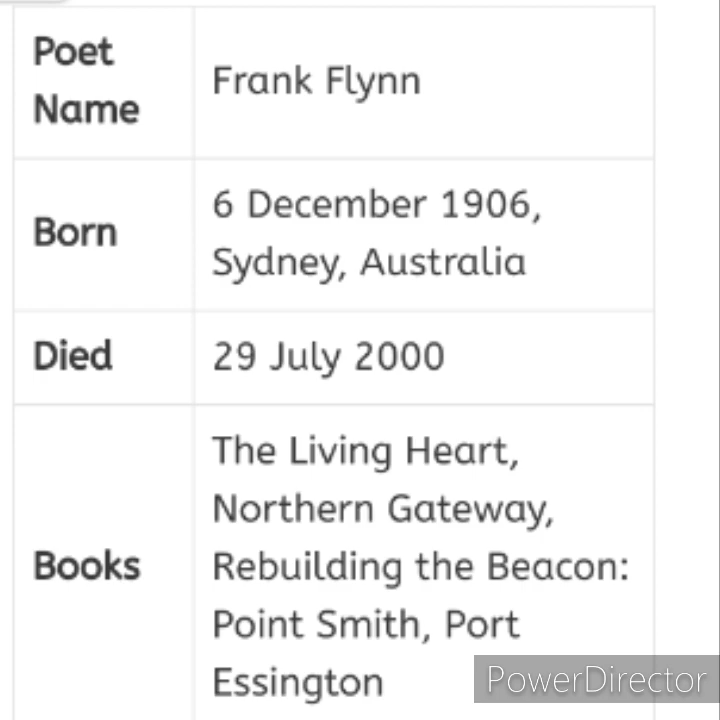 Poet
Name
Frank Flynn
Born
6 December 1906,
Sydney, Australia
Died
29 July 2000
Books
The Living Heart,
Northern Gateway,
Rebuilding the Beacon:
Point Smith, Port
Essington
PowerDirector